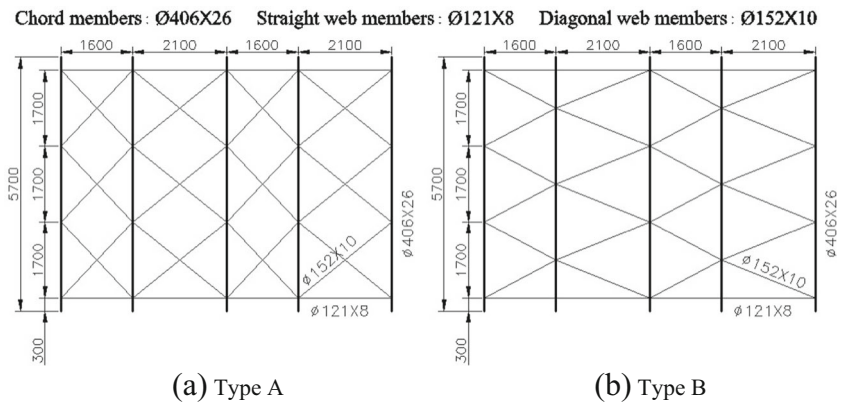 Chord members : Ø406X26 Straight web members : Ø121X8 Diagonal web members : Ø152X10
1600 2100 1600 2100
1600 2100 1600 2100
5700
1700
1700
1700
300
ø406X26
ø152X10
ø121X8
5700
1700
1700
1700
300
ø406X26
ø152X10
ø121X8
(a) Type A
(b) Type B